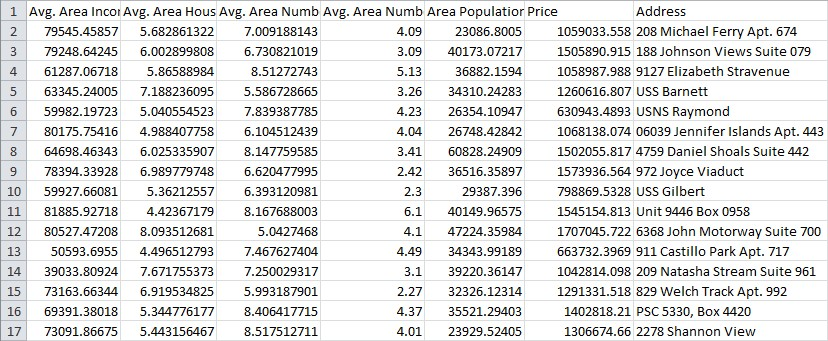 1 Avg. Area Incor Avg. Area Hous Avg. Area Numb Avg. Area Numb Area Population Price Address
2 79545.45857 5.682861322 7.009188143 4.09 23086.8005 1059033.558 208 Michael Ferry Apt. 674
3 79248.64245 6.002899808 6.730821019 3.09 40173.07217 1505890.915 188 Johnson Views Suite 079
4 61287.06718 5.86588984 8.51272743 5.13 36882.1594 1058987.988 9127 Elizabeth Stravenue
5 63345.24005 7.188236095 5.586728665 3.26 34310.24283 1260616.807 USS Barnett
6 59982.19723 5.040554523 7.839387785 4.23 26354.10947 630943.4893 USNS Raymond
7 80175.75416 4.988407758 6.104512439 4.04 26748.42842 1068138.074 06039 Jennifer Islands Apt. 443
8 64698.46343 6.025335907 8.147759585 3.41 60828.24909 1502055.817 4759 Daniel Shoals Suite 442
9 78394.33928 6.989779748 6.620477995 2.42 36516.35897 1573936.564 972 Joyce Viaduct
10 59927.66081 5.36212557 6.393120981 2.3 29387.396 798869.5328 USS Gilbert
11 81885.92718 4.42367179 8.167688003 6.1 40149.96575 1545154.813 Unit 9446 Box 0958
12 80527.47208 8.093512681 5.0427468 4.1 47224.35984 1707045.722 6368 John Motorway Suite 700
13 50593.6955 4.496512793 7.467627404 4.49 34343.99189 663732.3969 911 Castillo Park Apt. 717
14 39033.80924 7.671755373 7.250029317 3.1 39220.36147 1042814.098 209 Natasha Stream Suite 961
15 73163.66344 6.919534825 5.993187901 2.27 32326.12314 1291331.518 829 Welch Track Apt. 992
16 69391.38018 5.344776177 8.406417715 4.37 35521.29403 1402818.21 PSC 5330, Box 4420
17 73091.86675 5.443156467 8.517512711 4.01 23929.52405 1306674.66 2278 Shannon View